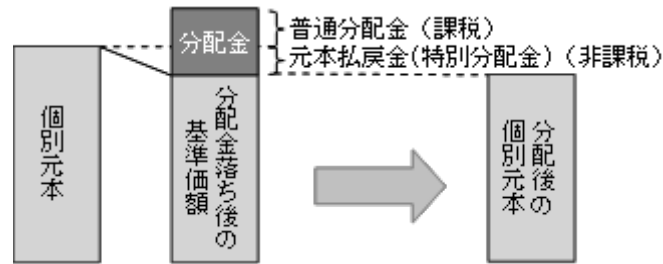 分配金
普通分配金（課税）
元本払戻金(特別分配金)（非課税）
個別元本
分配金落ち後の
基準価額
分配後の
個別元本